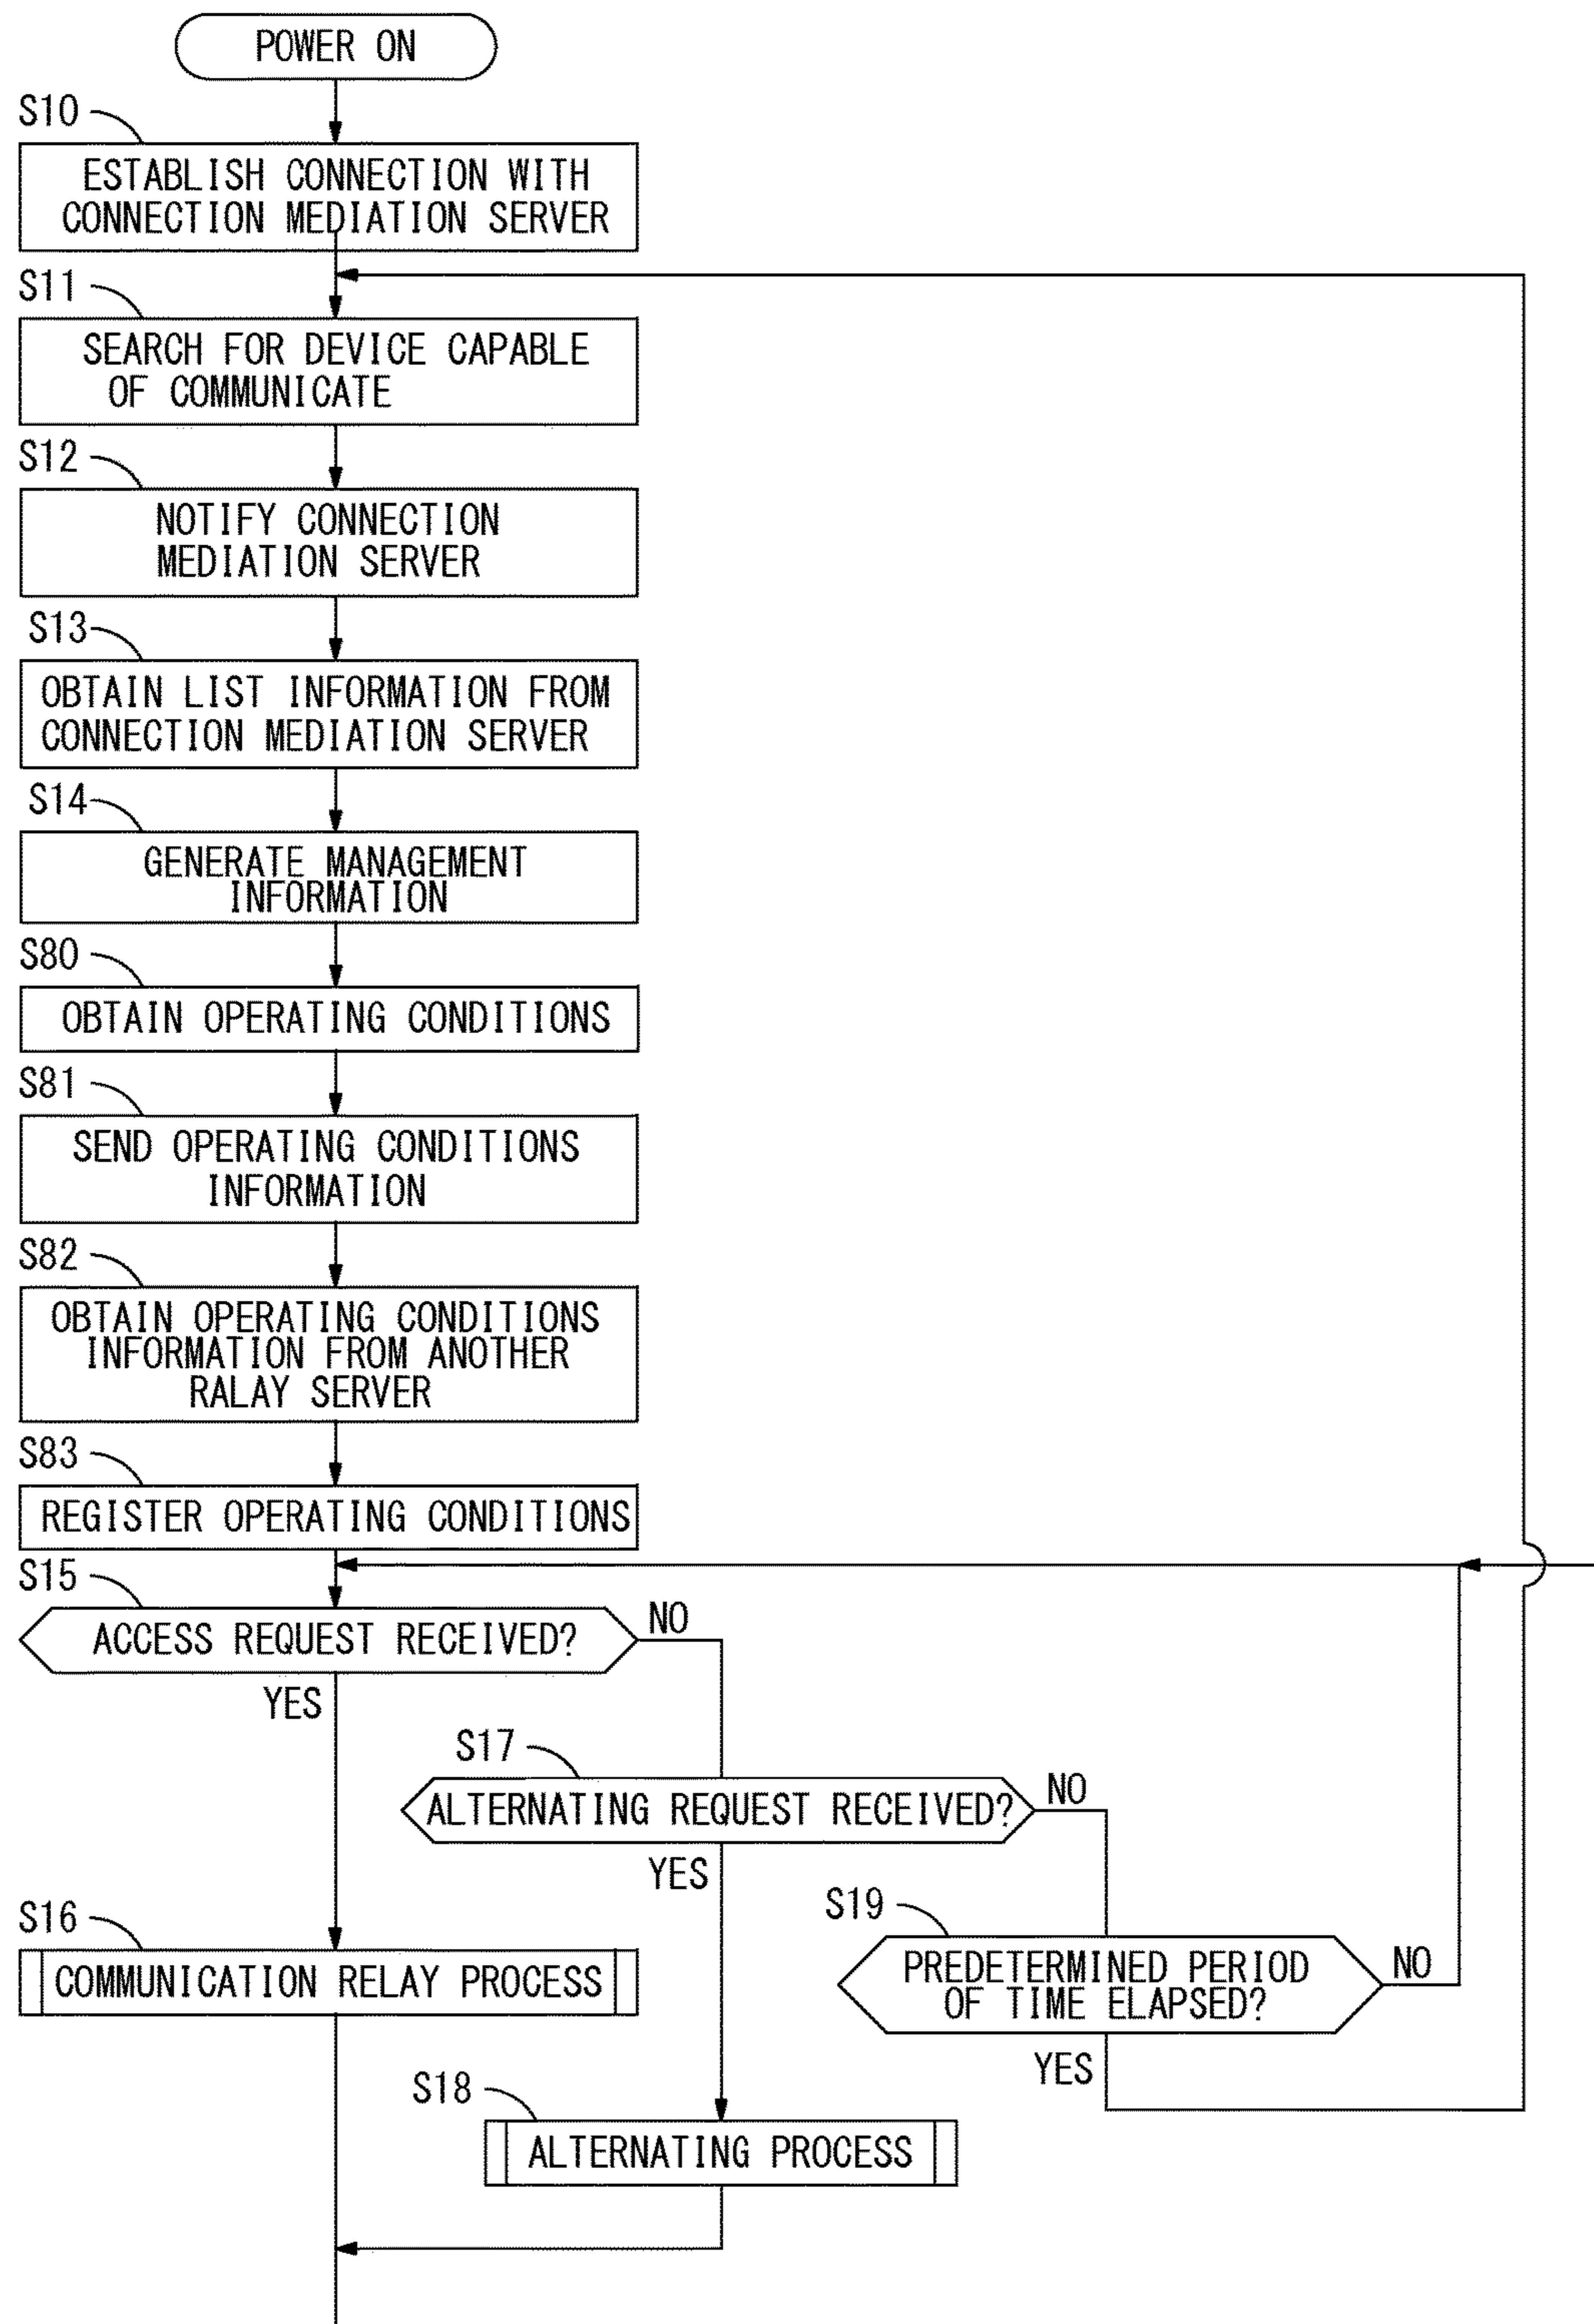 POWER ON
S10
ESTABLISH CONNECTION WITH
CONNECTION MEDIATION SERVER
S11
SEARCH FOR DEVICE CAPABLE
OF COMMUNICATE
S12
NOTIFY CONNECTION
MEDIATION SERVER
S13
OBTAIN LIST INFORMATION FROM
CONNECTION MEDIATION SERVER
S14
GENERATE MANAGEMENT
INFORMATION
S80
OBTAIN OPERATING CONDITIONS
S81
SEND OPERATING CONDITIONS
INFORMATION
S82
OBTAIN OPERATING CONDITIONS
INFORMATION FROM ANOTHER
RALAY SERVER
S83
REGISTER OPERATING CONDITIONS
S15
ACCESS REQUEST RECEIVED?
NO
YES
S17
ALTERNATING REQUEST RECEIVED?
NO
YES
S16
COMMUNICATION RELAY PROCESS
S19
PREDETERMINED PERIOD
OF TIME ELAPSED?
NO
YES
S18
ALTERNATING PROCESS